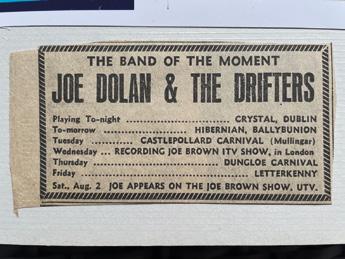 THE BAND OF THE MOMENT
JOE DOLAN & THE DRIFTERS
Playing To-night .......................... CRYSTAL, DUBLIN
To-morrow .................. HIBERNIAN, BALLYBUNION
Tuesday ........... CASTLEPOLLARD CARNIVAL (Mullingar)
Wednesday ... RECORDING JOE BROWN ITV SHOW, in London
Thursday .............................. DUNGLOE CARNIVAL
Friday ........................................... LETTERKENNY
Sat., Aug. 2 JOE APPEARS ON THE JOE BROWN SHOW, UTV.